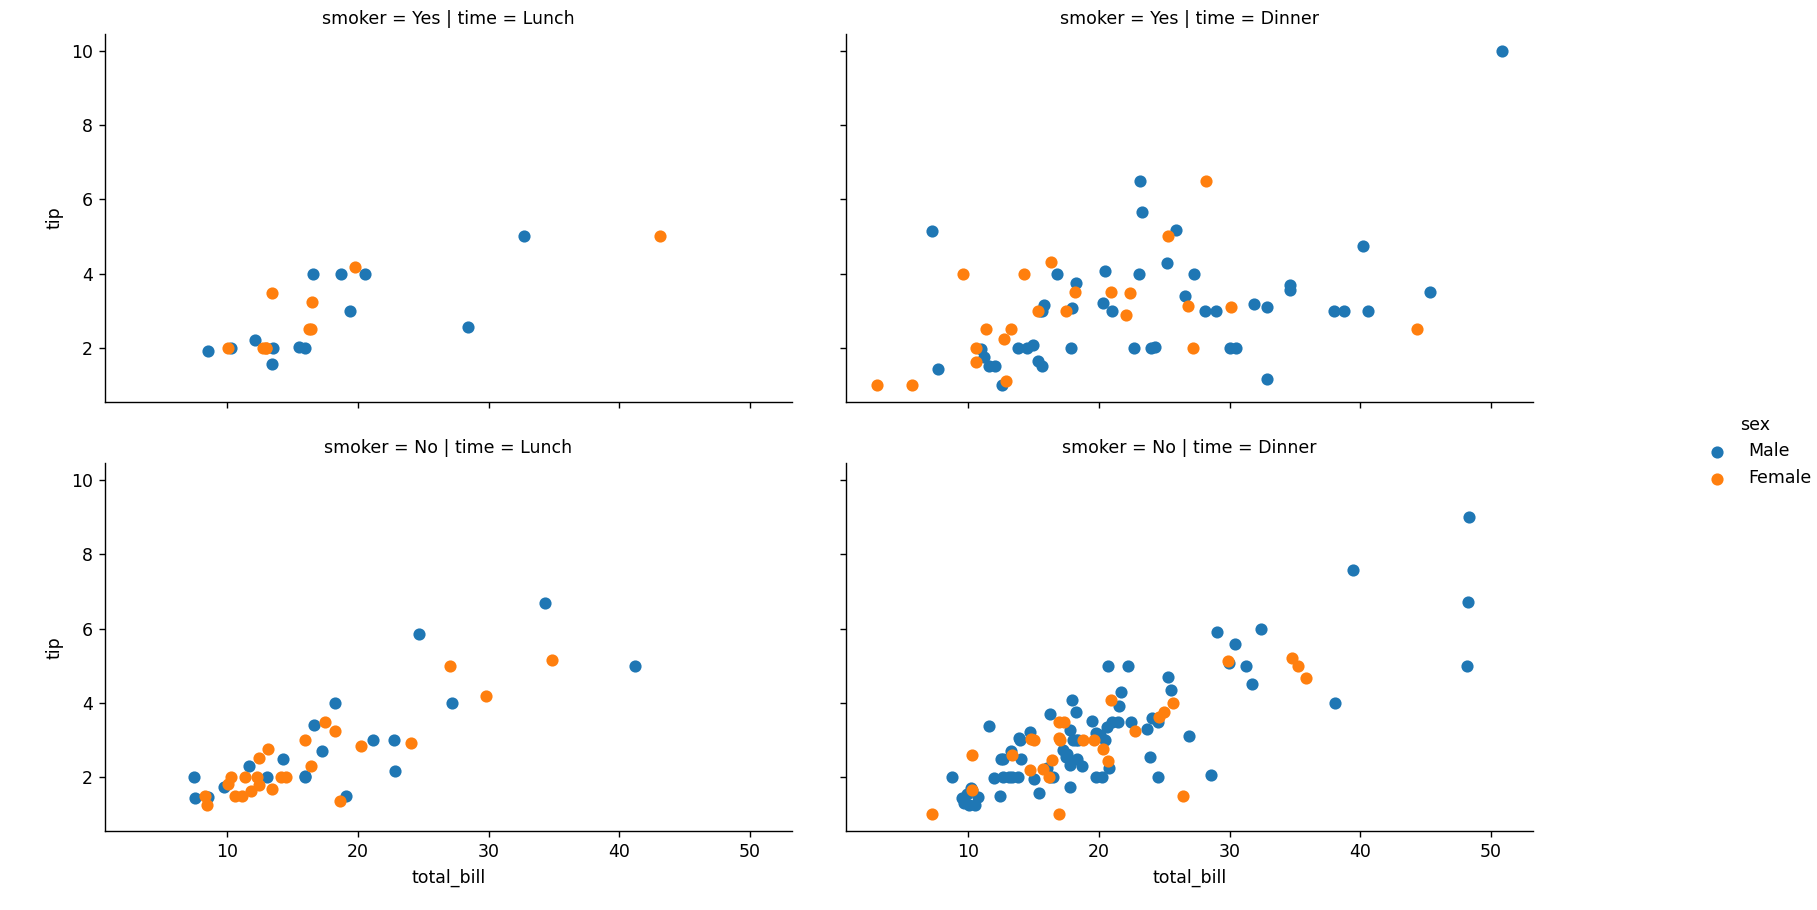 smoker = Yes | time = Lunch
smoker = Yes | time = Dinner
10
8
6
4
2
tip
smoker = No | time = Lunch
smoker = No | time = Dinner
10
8
6
4
2
tip
10 20 30 40 50
10 20 30 40 50
total_bill
total_bill
sex
Male
Female